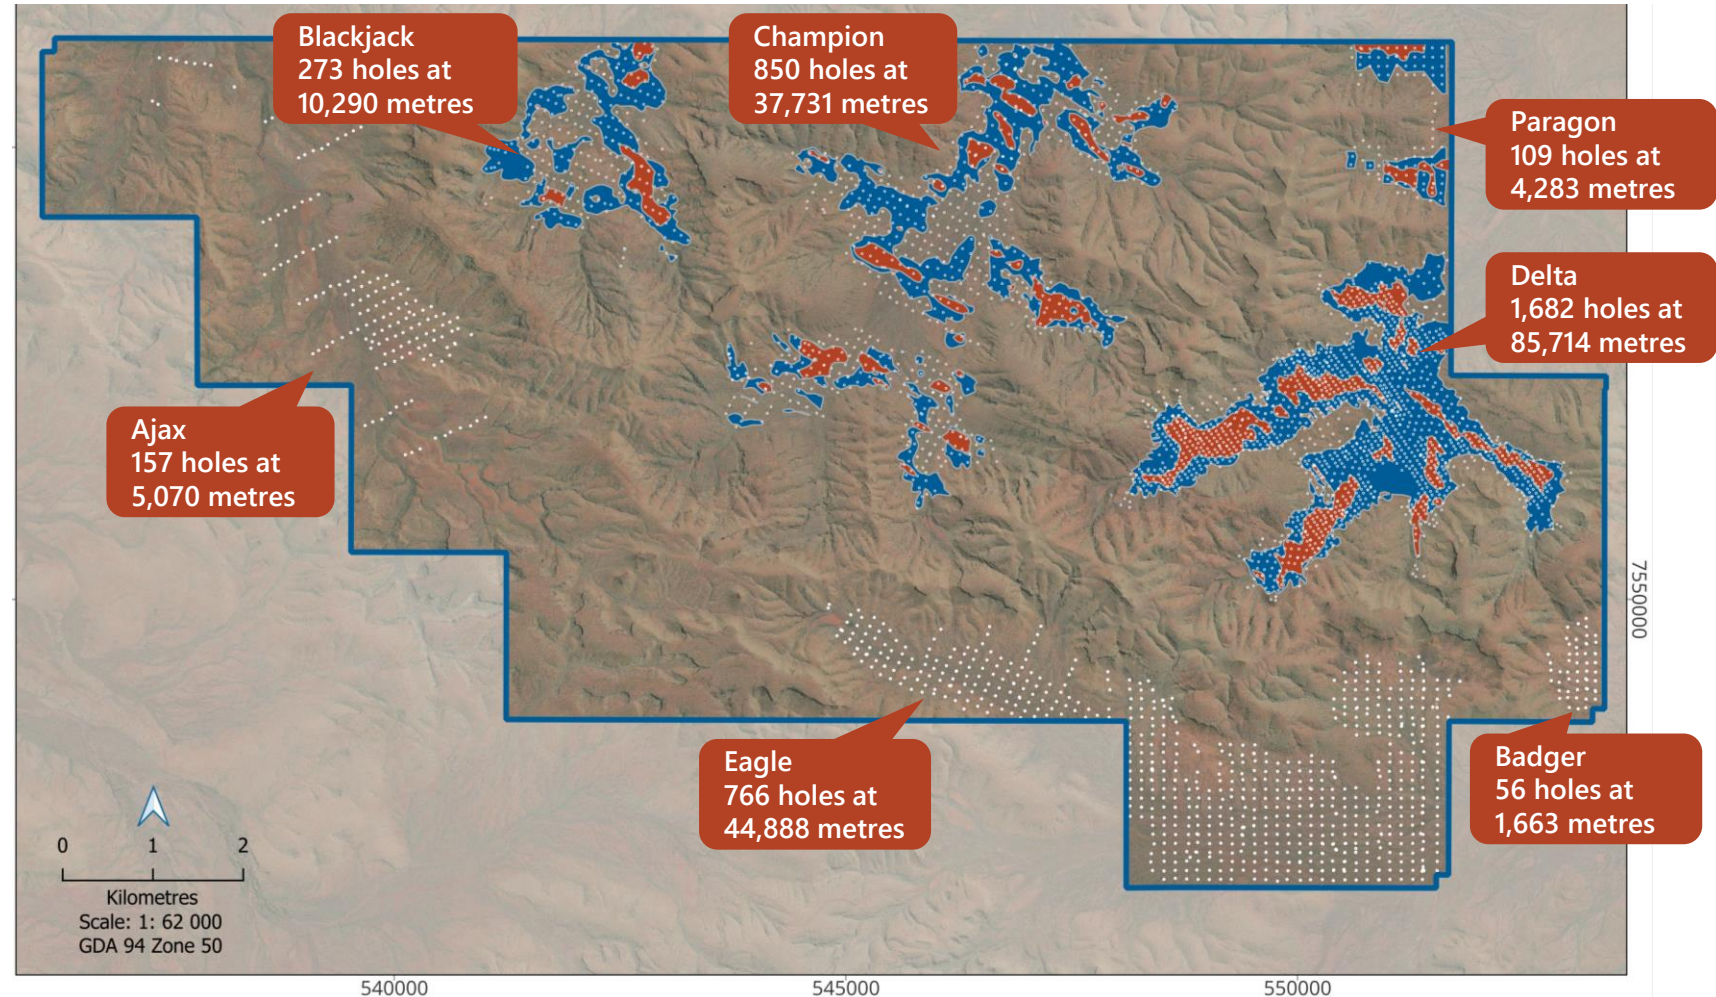 Blackjack
273 holes at
10,290 metres
Champion
850 holes at
37,731 metres
Paragon
109 holes at
4,283 metres
Delta
1,682 holes at
85,714 metres
Ajax
157 holes at
5,070 metres
Eagle
766 holes at
44,888 metres
Badger
56 holes at
1,663 metres
7550000
0 1 2
Kilometres
Scale: 1: 62 000
GDA 94 Zone 50
540000 545000 550000